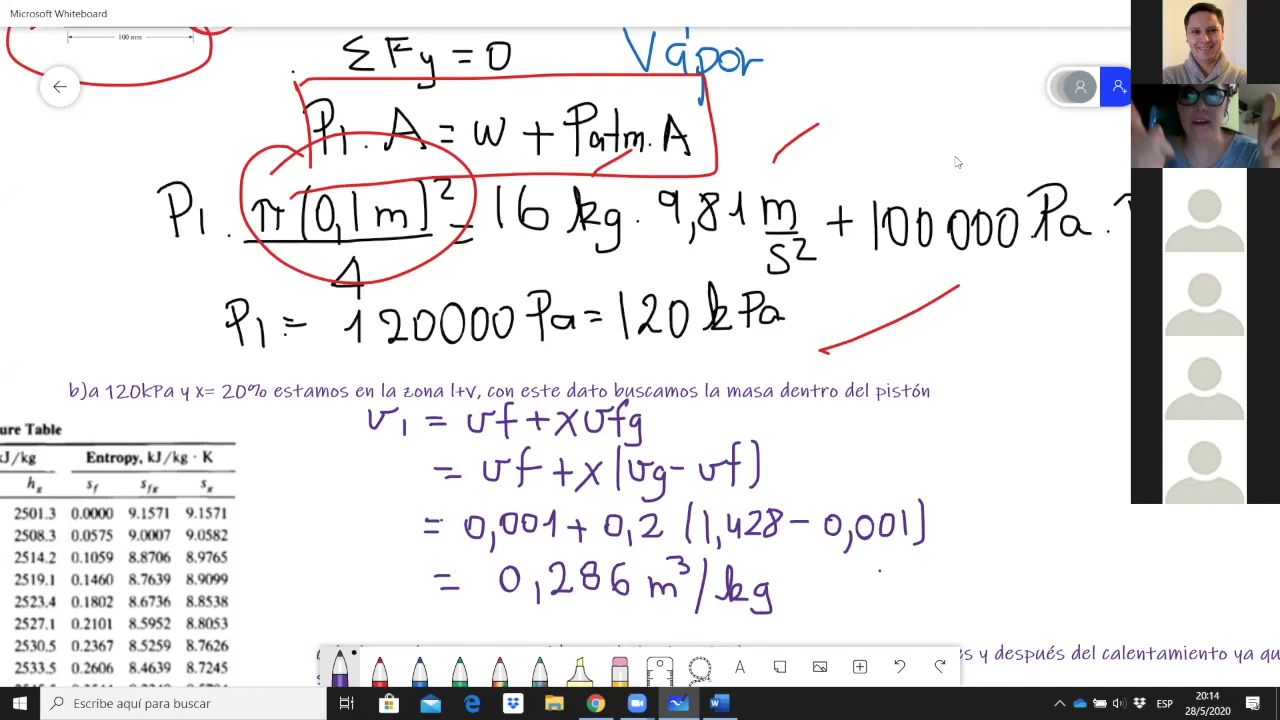 Microsoft Whiteboard
100 mm
ΣFy = 0
Vapor
P1 . A = w + Patm. A
P1 . π(0,1m)² / 4 = 16 kg . 9,81 m/s² + 100 000 Pa .
P1 = 120000 Pa = 120 kPa
b)a 120kPa y x= 20% estamos en la zona l+v, con este dato buscamos la masa dentro del pistón
v1 = vf + x vfg
= vf + x (vg - vf)
= 0,001 + 0,2 (1,428 - 0,001)
= 0,286 m³/kg
ure Table
kJ/kg Entropy, kJ/kg · K
hg sf sfg sg
2501.3 0.0000 9.1571 9.1571
2508.3 0.0575 9.0007 9.0582
2514.2 0.1059 8.8706 8.9765
2519.1 0.1460 8.7639 8.9099
2523.4 0.1802 8.6736 8.8538
2527.1 0.2101 8.5952 8.8053
2530.5 0.2367 8.5259 8.7626
2533.5 0.2606 8.4639 8.7245
y después del calentamiento ya qu
Escribe aquí para buscar
ESP
20:14
28/5/2020